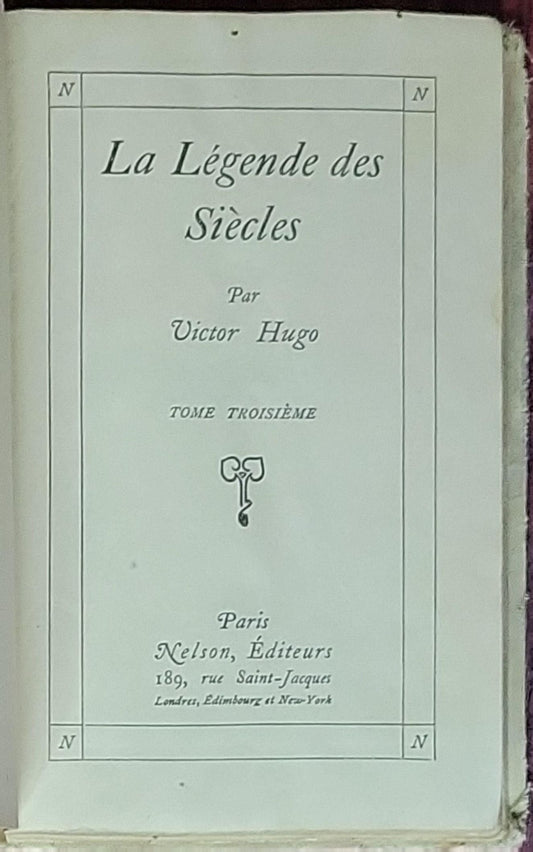 N N
La Légende des
Siècles
Par
Victor Hugo
TOME TROISIÈME
Paris
Nelson, Éditeurs
189, rue Saint-Jacques
Londres, Édimbourg et New-York
N N